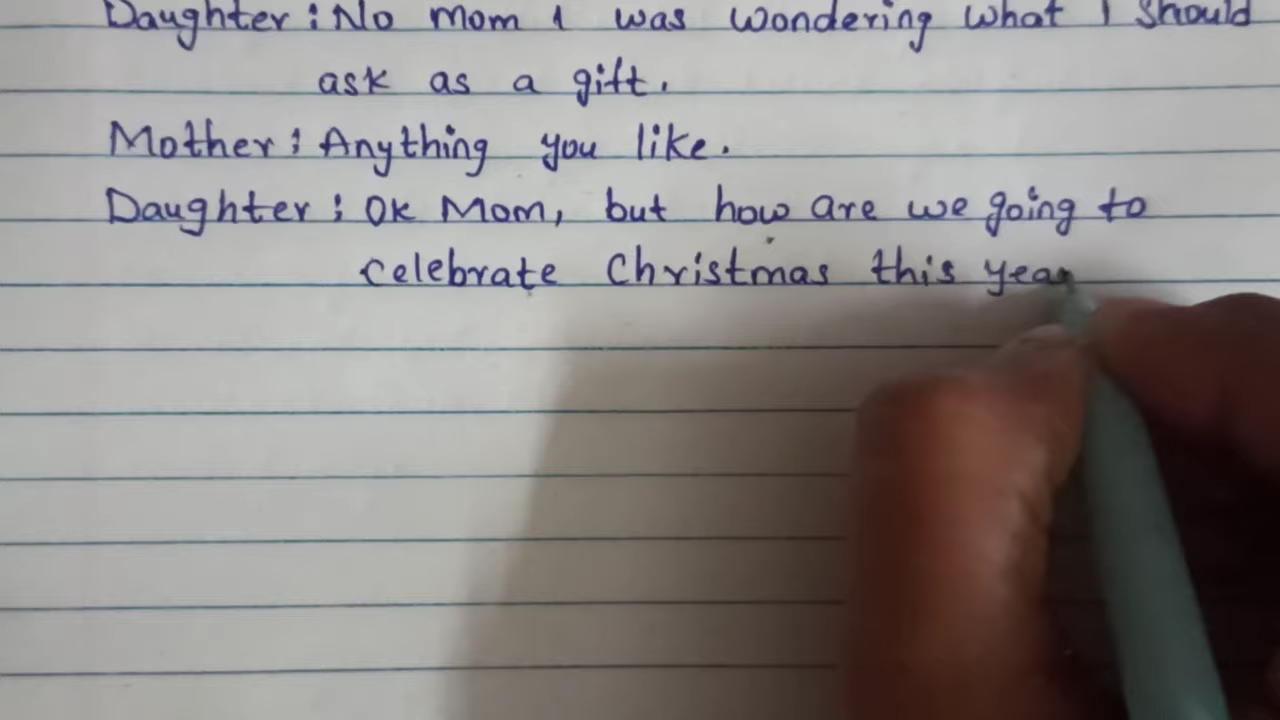 Daughter : No mom I was wondering what I should
ask as a gift.
Mother : Anything you like.
Daughter : Ok Mom, but how are we going to
celebrate Christmas this year